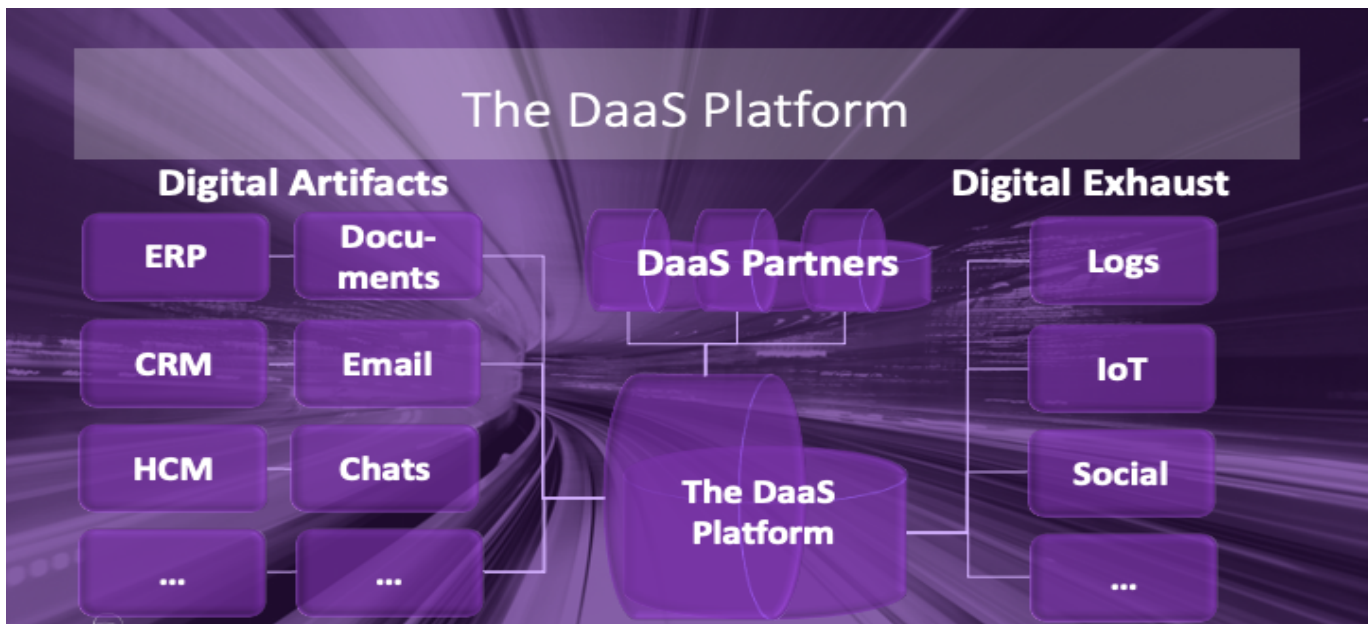 The DaaS Platform
Digital Artifacts
Digital Exhaust
ERP
Docu-
ments
DaaS Partners
Logs
CRM
Email
IoT
HCM
Chats
Social
The DaaS
Platform
...
...
...